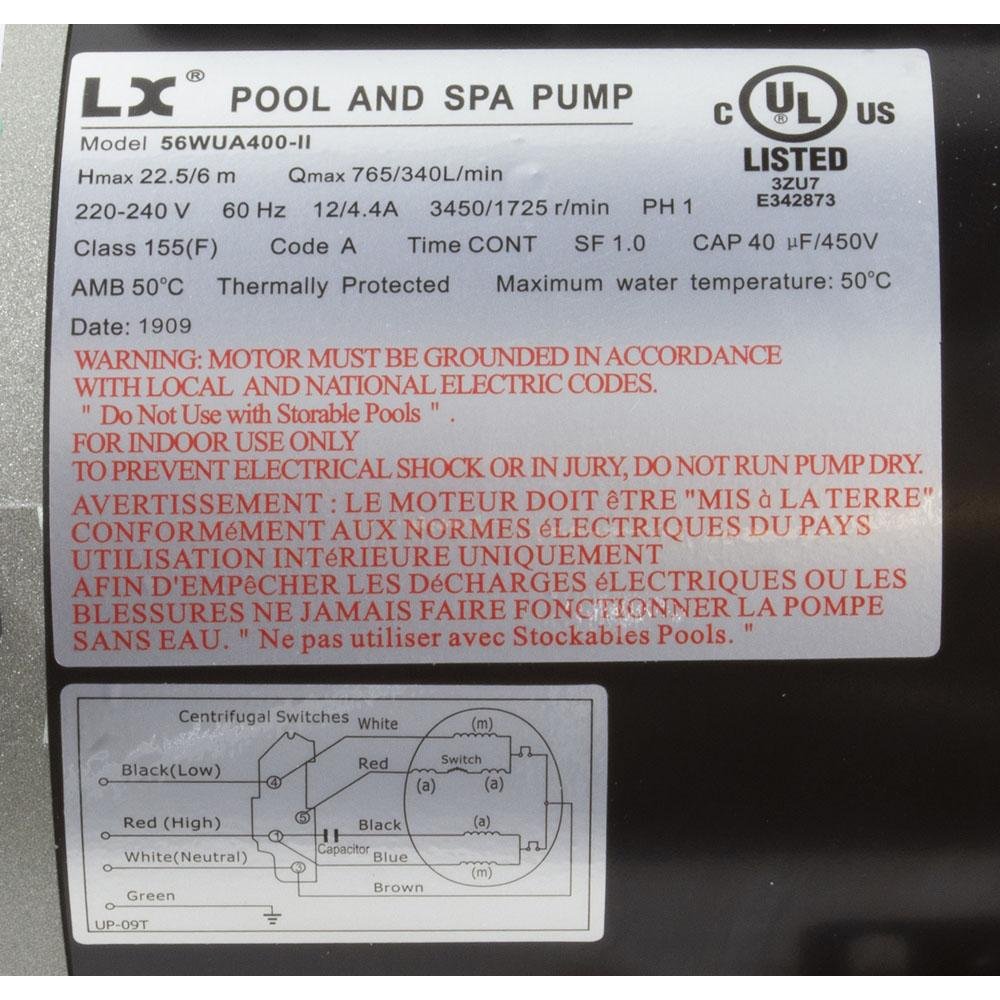 LX® POOL AND SPA PUMP
C UL® US
LISTED
3ZU7
E342873
Model 56WUA400-II
Hmax 22.5/6 m Qmax 765/340L/min
220-240 V 60 Hz 12/4.4A 3450/1725 r/min PH 1
Class 155(F) Code A Time CONT SF 1.0 CAP 40 μF/450V
AMB 50°C Thermally Protected Maximum water temperature: 50°C
Date: 1909
WARNING: MOTOR MUST BE GROUNDED IN ACCORDANCE
WITH LOCAL AND NATIONAL ELECTRIC CODES.
" Do Not Use with Storable Pools " .
FOR INDOOR USE ONLY
TO PREVENT ELECTRICAL SHOCK OR IN JURY, DO NOT RUN PUMP DRY.
AVERTISSEMENT : LE MOTEUR DOIT êTRE "MIS à LA TERRE"
CONFORMéMENT AUX NORMES éLECTRIQUES DU PAYS
UTILISATION INTéRIEURE UNIQUEMENT
AFIN D'EMPêCHER LES DéCHARGES éLECTRIQUES OU LES
BLESSURES NE JAMAIS FAIRE FONCTIONNER LA POMPE
SANS EAU. " Ne pas utiliser avec Stockables Pools. "
Centrifugal Switches
White
(m)
Black(Low)
4
Red
Switch
(a)
(a)
5
Red (High)
1
Black
(a)
Capacitor
White(Neutral)
3
Blue
(m)
Brown
Green
UP-09T